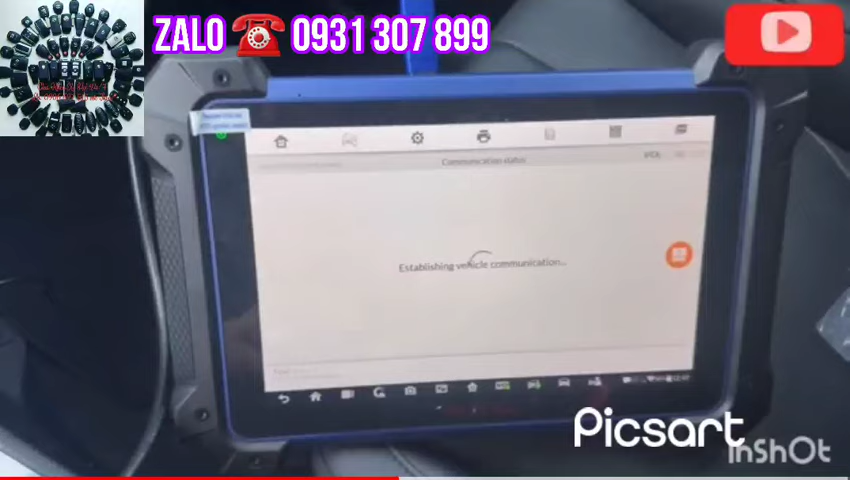 ZALO ☎ 0931 307 899
Communication status
Establishing vehicle communication...
Picsart
InShOt